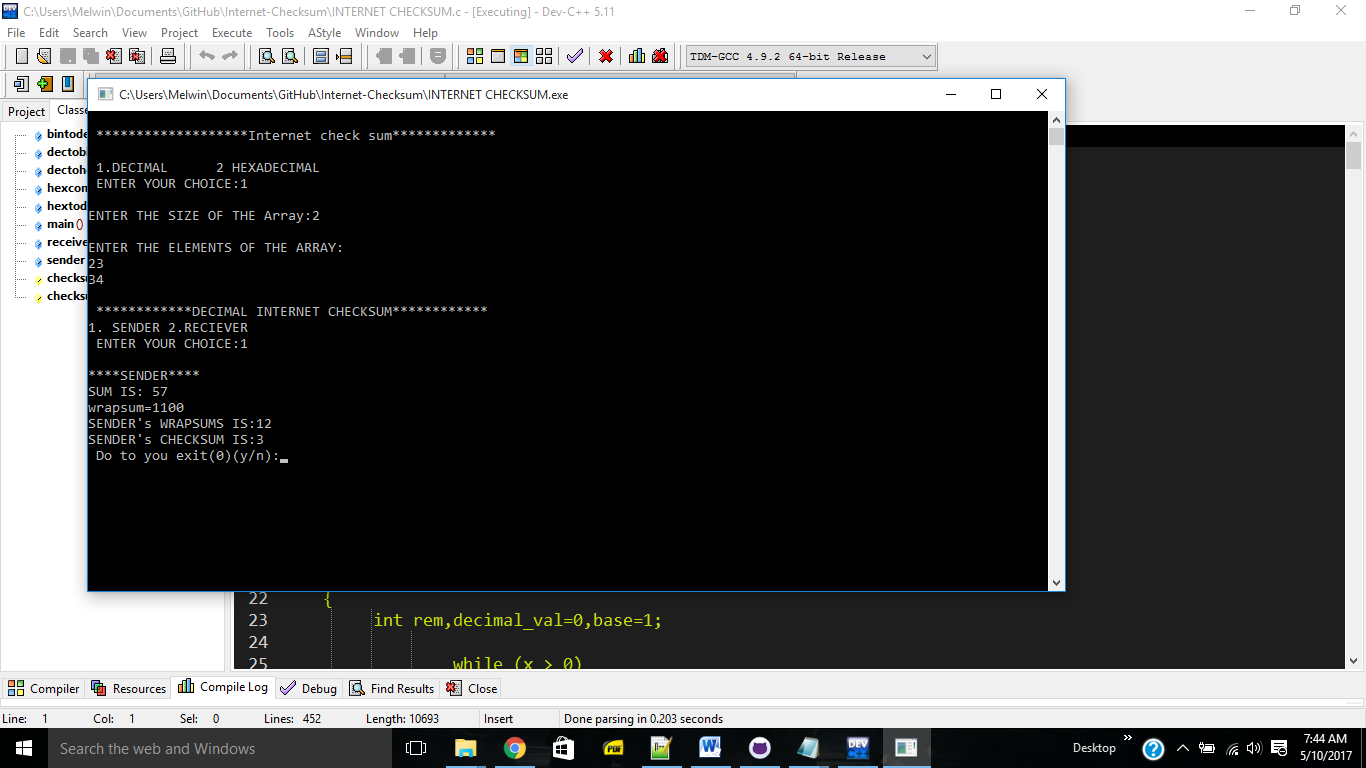 C:\Users\Melwin\Documents\GitHub\Internet-Checksum\INTERNET CHECKSUM.c - [Executing] - Dev-C++ 5.11
File Edit Search View Project Execute Tools AStyle Window Help
TDM-GCC 4.9.2 64-bit Release
Project Classe
bintode
dectobi
dectoh
hexcon
hextod
main ()
receive
sender
checks
checksu
C:\Users\Melwin\Documents\GitHub\Internet-Checksum\INTERNET CHECKSUM.exe
*******************Internet check sum*************
1.DECIMAL 2 HEXADECIMAL
ENTER YOUR CHOICE:1
ENTER THE SIZE OF THE Array:2
ENTER THE ELEMENTS OF THE ARRAY:
23
34
************DECIMAL INTERNET CHECKSUM************
1. SENDER 2.RECIEVER
ENTER YOUR CHOICE:1
****SENDER****
SUM IS: 57
wrapsum=1100
SENDER's WRAPSUMS IS:12
SENDER's CHECKSUM IS:3
Do to you exit(0)(y/n):
22 {
23 int rem,decimal_val=0,base=1;
24
25 while (x > 0)
Compiler Resources Compile Log Debug Find Results Close
Line: 1 Col: 1 Sel: 0 Lines: 452 Length: 10693 Insert Done parsing in 0.203 seconds
Search the web and Windows
PDF
DEV
Desktop
7:44 AM
5/10/2017